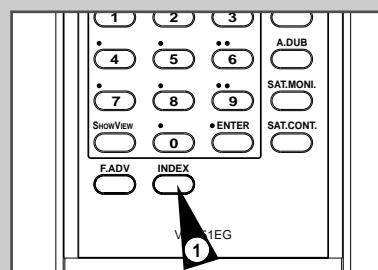 1 2 3
A.DUB
4 5 6
SAT.MONI.
7 8 9
SHOWVIEW ENTER SAT.CONT.
0
F.ADV INDEX
1EG
1